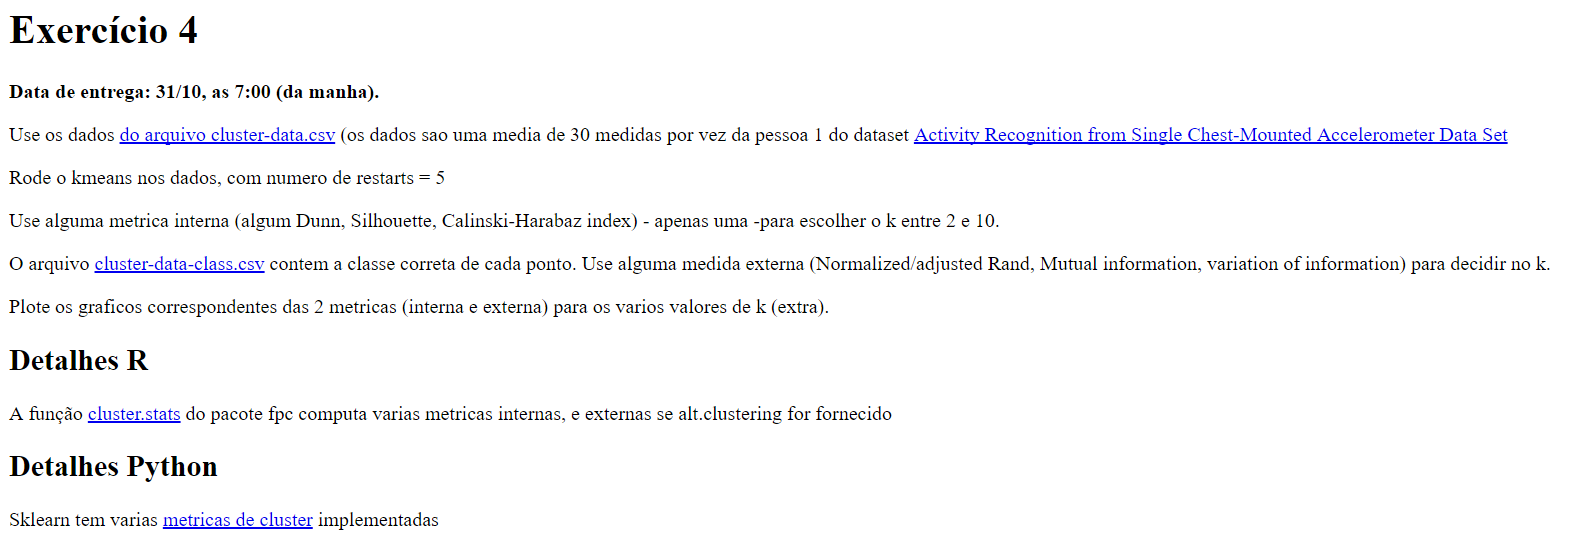 Exercício 4
Data de entrega: 31/10, as 7:00 (da manha).
Use os dados do arquivo cluster-data.csv (os dados sao uma media de 30 medidas por vez da pessoa 1 do dataset Activity Recognition from Single Chest-Mounted Accelerometer Data Set
Rode o kmeans nos dados, com numero de restarts = 5
Use alguma metrica interna (algum Dunn, Silhouette, Calinski-Harabaz index) - apenas uma -para escolher o k entre 2 e 10.
O arquivo cluster-data-class.csv contem a classe correta de cada ponto. Use alguma medida externa (Normalized/adjusted Rand, Mutual information, variation of information) para decidir no k.
Plote os graficos correspondentes das 2 metricas (interna e externa) para os varios valores de k (extra).
Detalhes R
A função cluster.stats do pacote fpc computa varias metricas internas, e externas se alt.clustering for fornecido
Detalhes Python
Sklearn tem varias metricas de cluster implementadas